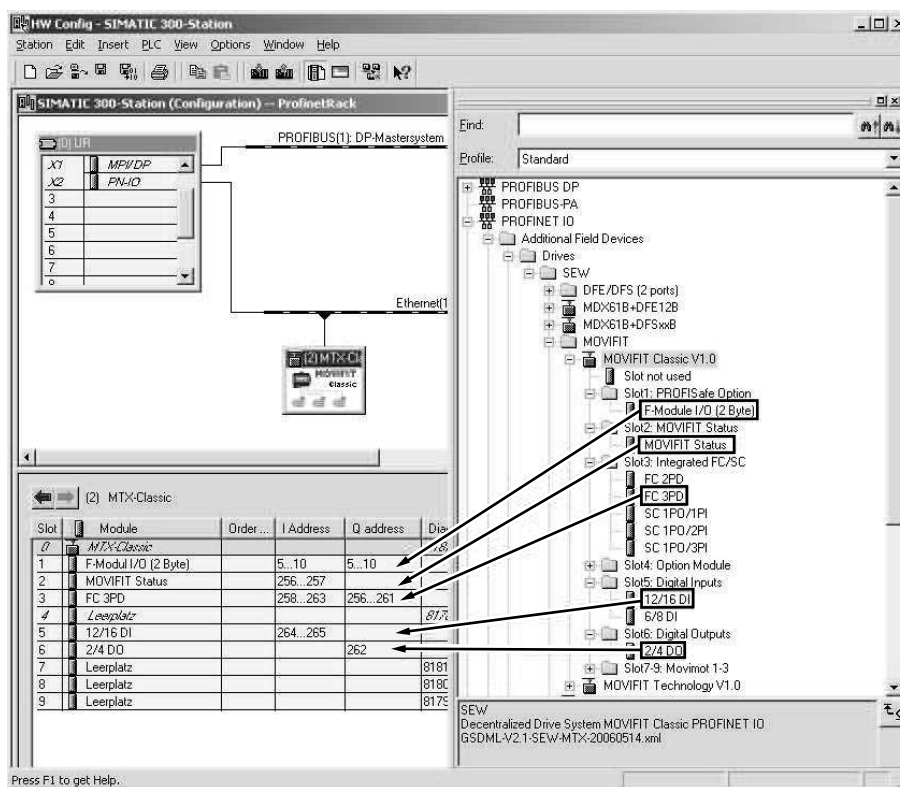 HW Config - SIMATIC 300-Station
Station Edit Insert PLC View Options Window Help
SIMATIC 300-Station (Configuration) -- ProfinetRack
(0) UR
X1 MPI/DP
X2 PN-IO
3
4
5
6
7
PROFIBUS(1): DP-Mastersystem
Ethernet(1
(2) MTX-Cl
MOVIFIT
Classic
(2) MTX-Classic
Slot Module Order ... I Address Q address Dia
0 MTX-Classic 818
1 F-Modul I/O (2 Byte) 5...10 5...10
2 MOVIFIT Status 256...257
3 FC 3PD 258...263 256...261
4 Leerplatz 817
5 12/16 DI 264...265
6 2/4 DO 262
7 Leerplatz 8181
8 Leerplatz 8180
9 Leerplatz 8179
Find:
Profile: Standard
PROFIBUS DP
PROFIBUS-PA
PROFINET IO
Additional Field Devices
Drives
SEW
DFE/DFS (2 ports)
MDX61B+DFE12B
MDX61B+DFSxxB
MOVIFIT
MOVIFIT Classic V1.0
Slot not used
Slot1: PROFISafe Option
F-Module I/O (2 Byte)
Slot2: MOVIFIT Status
MOVIFIT Status
Slot3: Integrated FC/SC
FC 2PD
FC 3PD
SC 1PO/1PI
SC 1PO/2PI
SC 1PO/3PI
Slot4: Option Module
Slot5: Digital Inputs
12/16 DI
6/8 DI
Slot6: Digital Outputs
2/4 DO
Slot7-9: Movimot 1-3
MOVIFIT Technology V1.0
SEW
Decentralized Drive System MOVIFIT Classic PROFINET IO
GSDML-V2.1-SEW-MTX-20060514.xml
Press F1 to get Help.